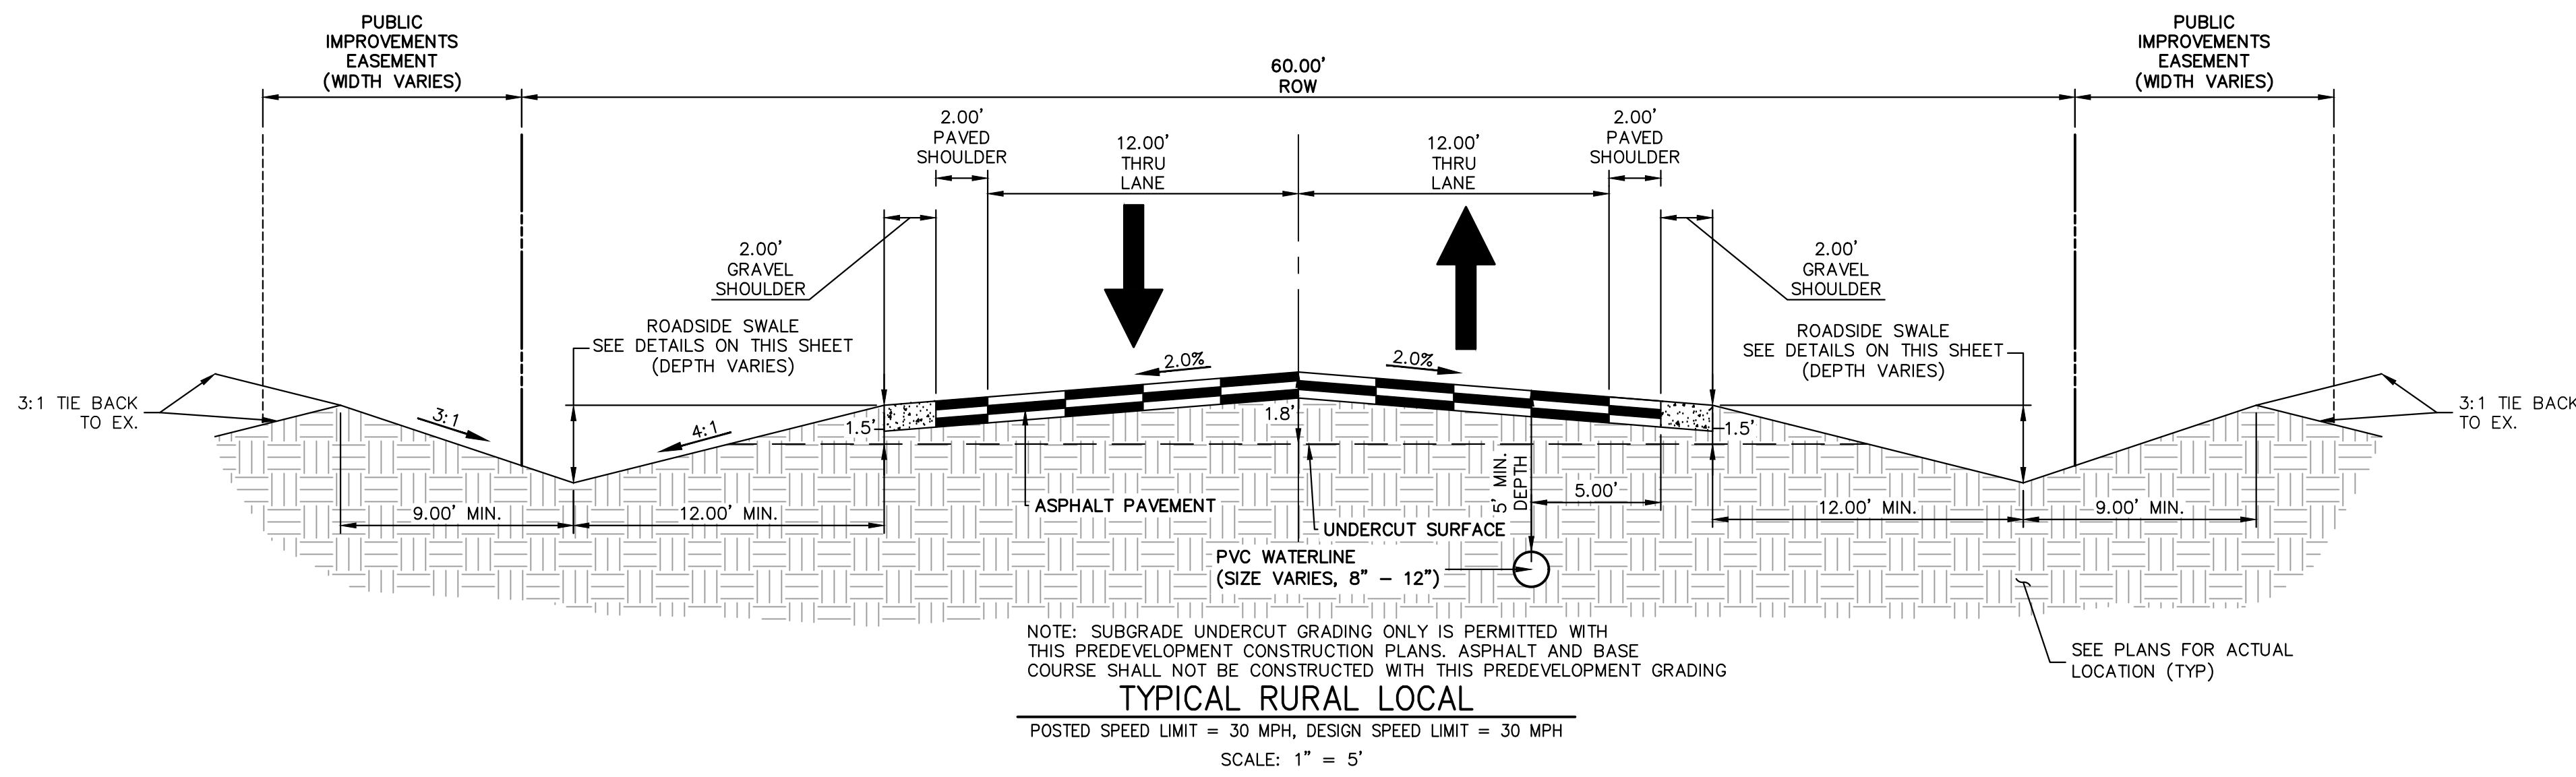 PUBLIC
IMPROVEMENTS
EASEMENT
(WIDTH VARIES)
60.00'
ROW
PUBLIC
IMPROVEMENTS
EASEMENT
(WIDTH VARIES)
2.00'
PAVED
SHOULDER
12.00'
THRU
LANE
12.00'
THRU
LANE
2.00'
PAVED
SHOULDER
2.00'
GRAVEL
SHOULDER
2.00'
GRAVEL
SHOULDER
ROADSIDE SWALE
SEE DETAILS ON THIS SHEET
(DEPTH VARIES)
ROADSIDE SWALE
SEE DETAILS ON THIS SHEET
(DEPTH VARIES)
2.0%
2.0%
3:1 TIE BACK
TO EX.
3:1
4:1
1.5'
1.8'
1.5'
3:1 TIE BACK
TO EX.
9.00' MIN.
12.00' MIN.
ASPHALT PAVEMENT
UNDERCUT SURFACE
5' MIN.
DEPTH
5.00'
12.00' MIN.
9.00' MIN.
PVC WATERLINE
(SIZE VARIES, 8" – 12")
NOTE: SUBGRADE UNDERCUT GRADING ONLY IS PERMITTED WITH
THIS PREDEVELOPMENT CONSTRUCTION PLANS. ASPHALT AND BASE
COURSE SHALL NOT BE CONSTRUCTED WITH THIS PREDEVELOPMENT GRADING
SEE PLANS FOR ACTUAL
LOCATION (TYP)
TYPICAL RURAL LOCAL
POSTED SPEED LIMIT = 30 MPH, DESIGN SPEED LIMIT = 30 MPH
SCALE: 1" = 5'